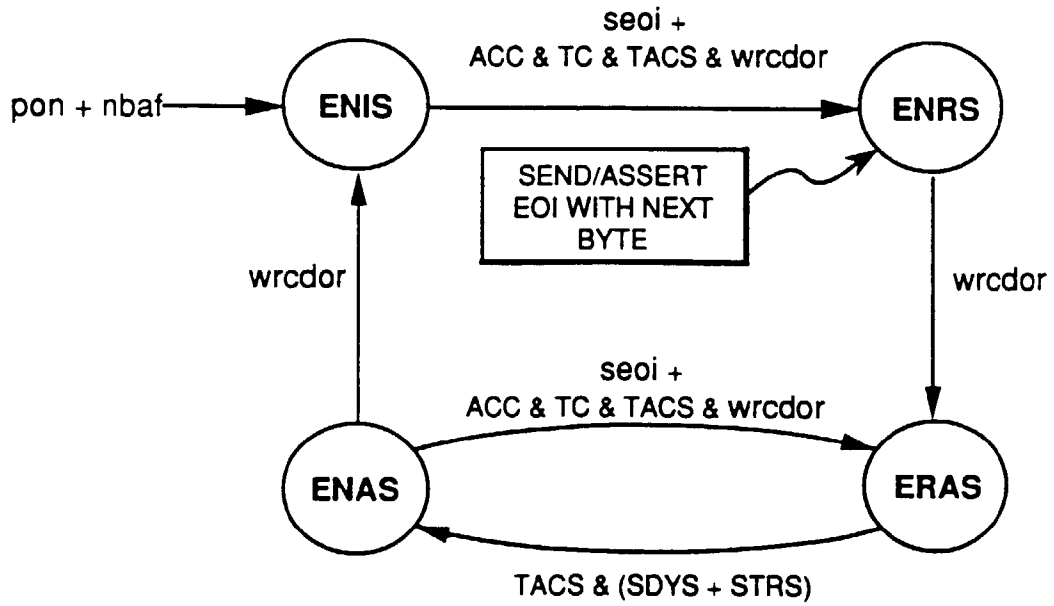 seoi +
ACC & TC & TACS & wrcdor
pon + nbaf
ENIS
ENRS
SEND/ASSERT
EOI WITH NEXT
BYTE
wrcdor
wrcdor
seoi +
ACC & TC & TACS & wrcdor
ENAS
ERAS
TACS & (SDYS + STRS)